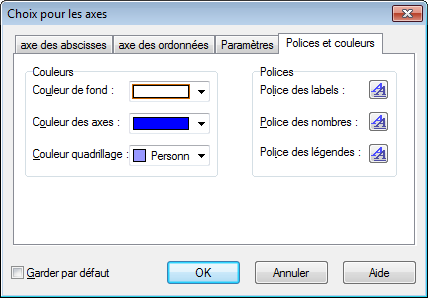 Choix pour les axes
axe des abscisses axe des ordonnées Paramètres Polices et couleurs
Couleurs
Couleur de fond :
Couleur des axes :
Couleur quadrillage : Personn
Polices
Police des labels :
Police des nombres :
Police des légendes :
Garder par défaut OK Annuler Aide